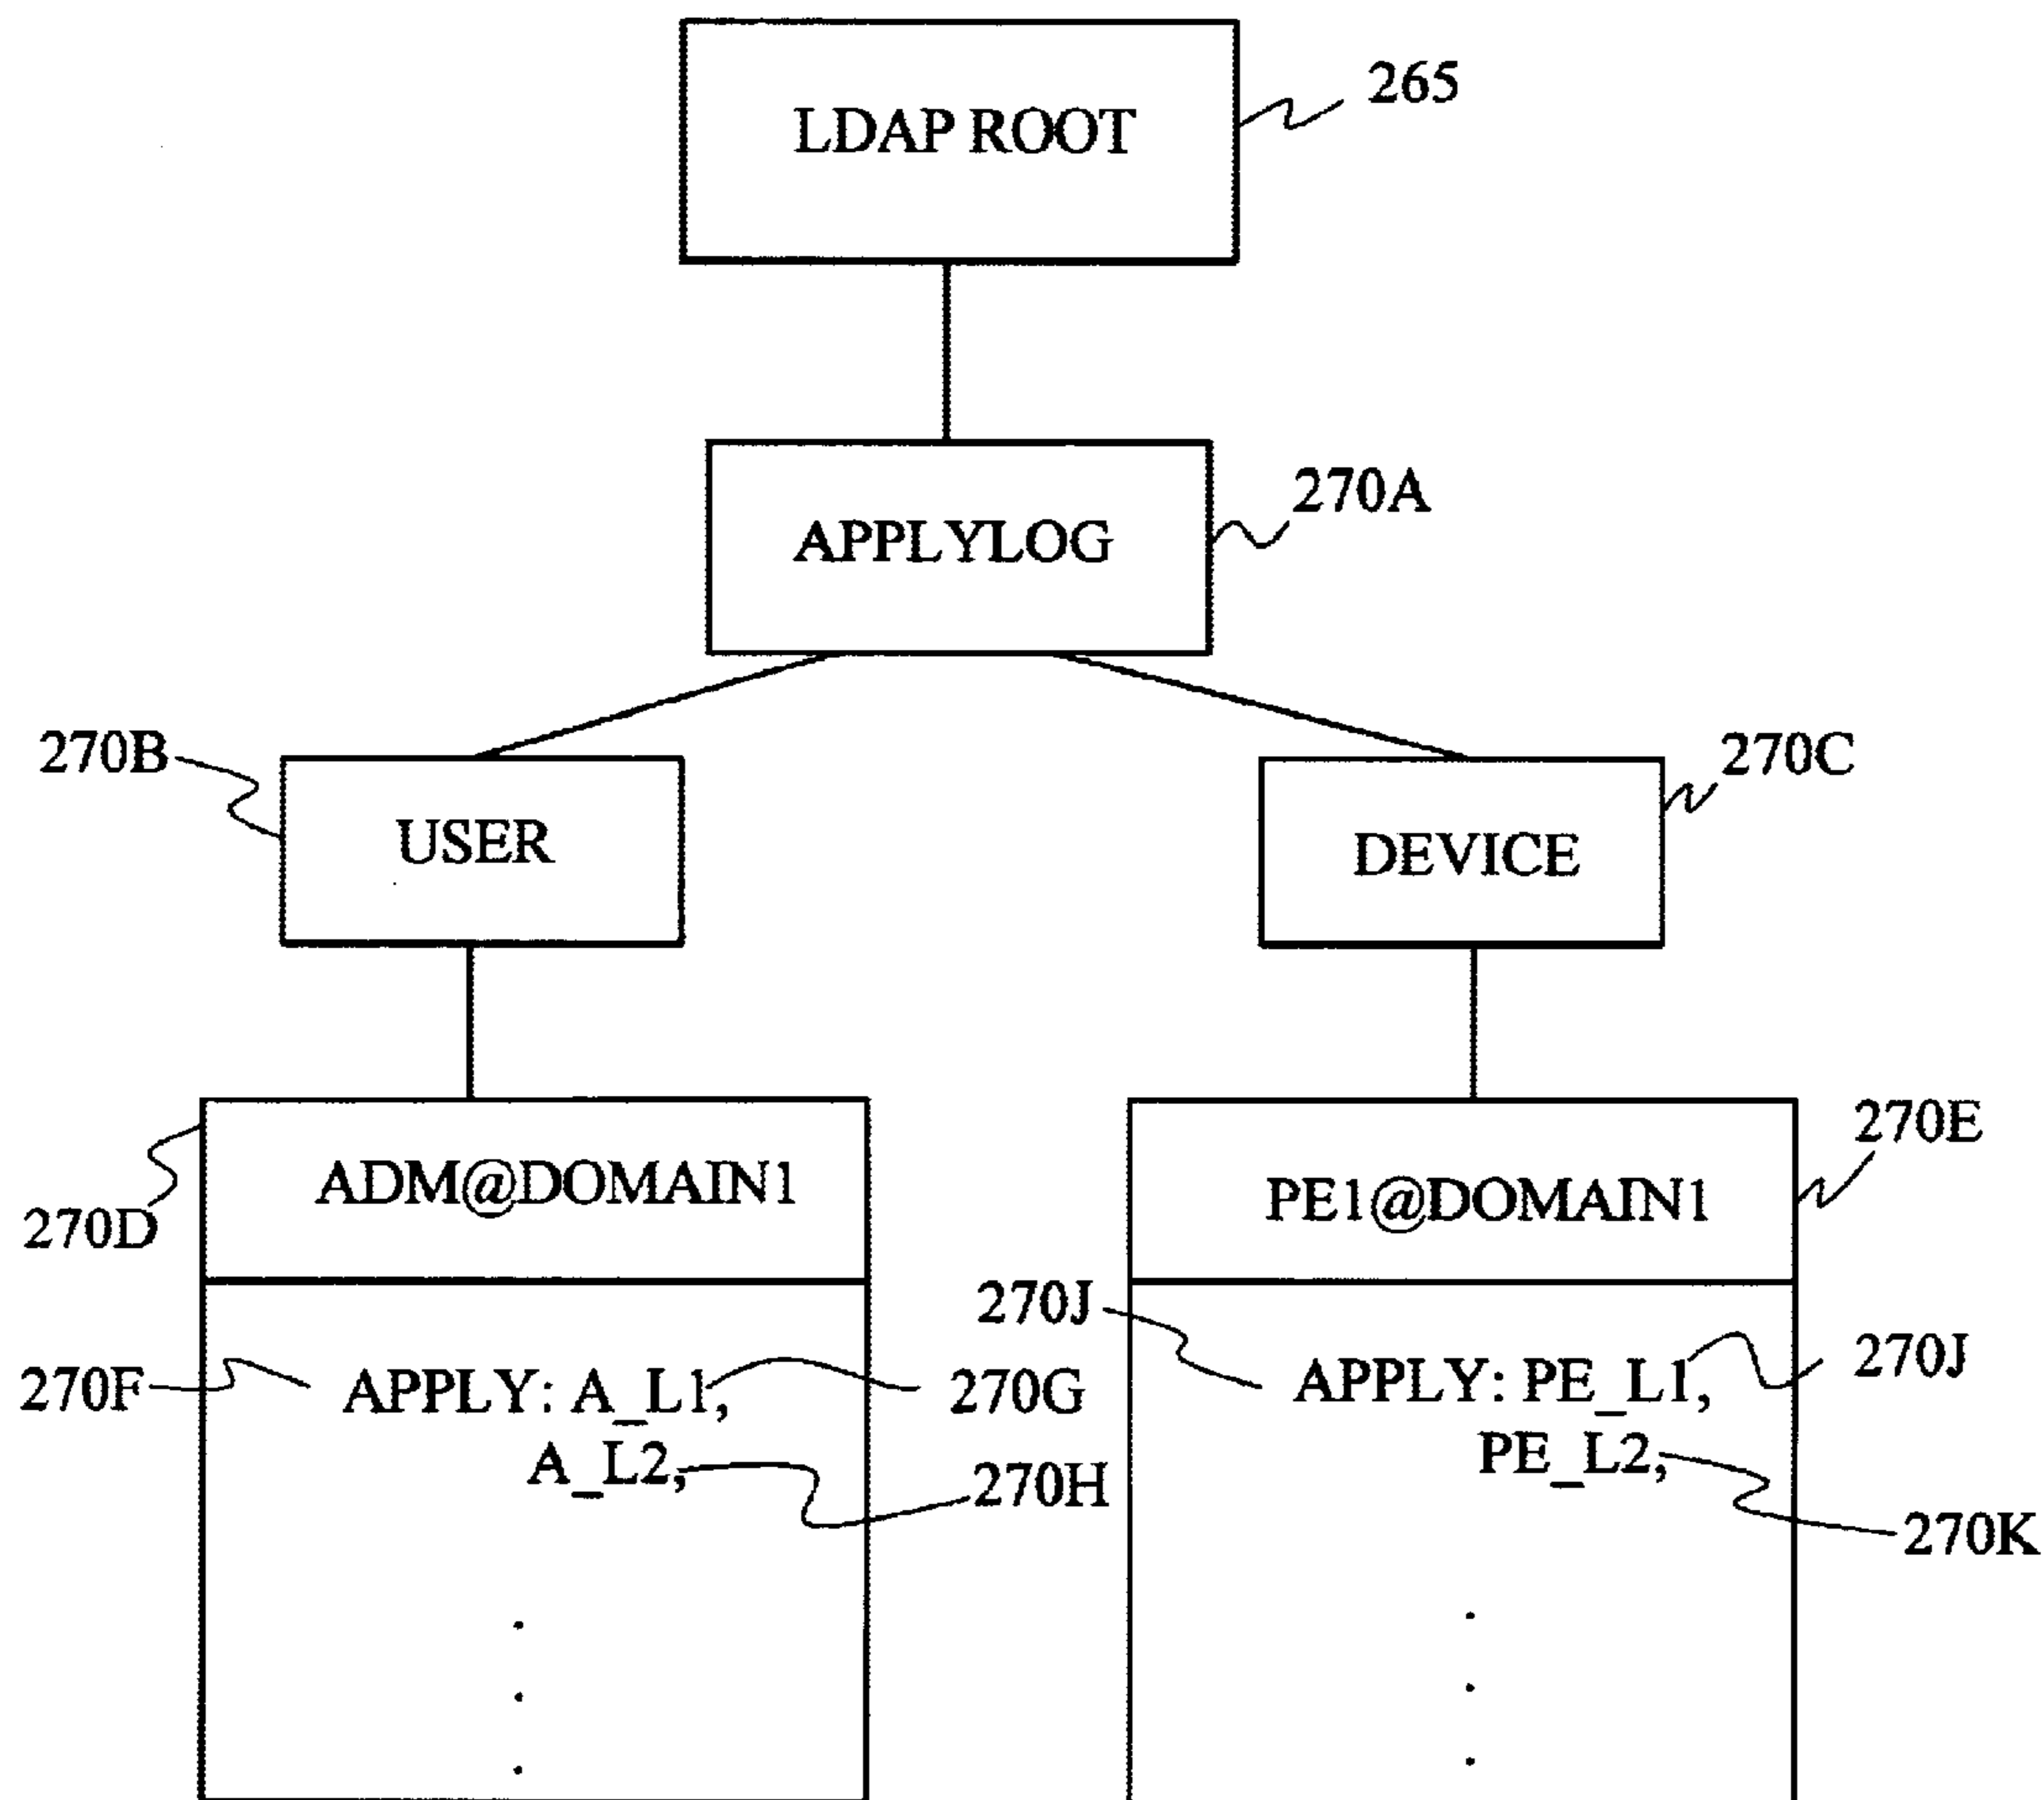 LDAP ROOT
265
APPLYLOG
270A
270B
USER
DEVICE
270C
ADM@DOMAIN1
270D
PE1@DOMAIN1
270E
270F
APPLY: A_L1,
270G
A_L2,
270H
270J
APPLY: PE_L1,
270J
PE_L2,
270K